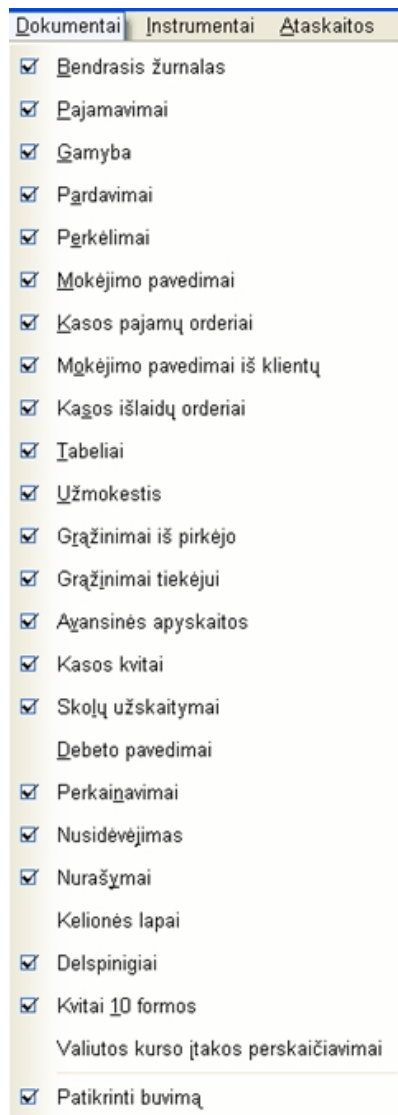 Dokumentai Instrumentai Ataskaitos
Bendrasis žurnalas
Pajamavimai
Gamyba
Pardavimai
Perkėlimai
Mokėjimo pavedimai
Kasos pajamų orderiai
Mokėjimo pavedimai iš klientų
Kasos išlaidų orderiai
Tabeliai
Užmokestis
Grąžinimai iš pirkėjo
Grąžinimai tiekėjui
Avansinės apyskaitos
Kasos kvitai
Skolų užskaitymai
Debeto pavedimai
Perkainavimai
Nusidėvėjimas
Nurašymai
Kelionės lapai
Delspinigiai
Kvitai 10 formos
Valiutos kurso įtakos perskaičiavimai
Patikrinti buvimą